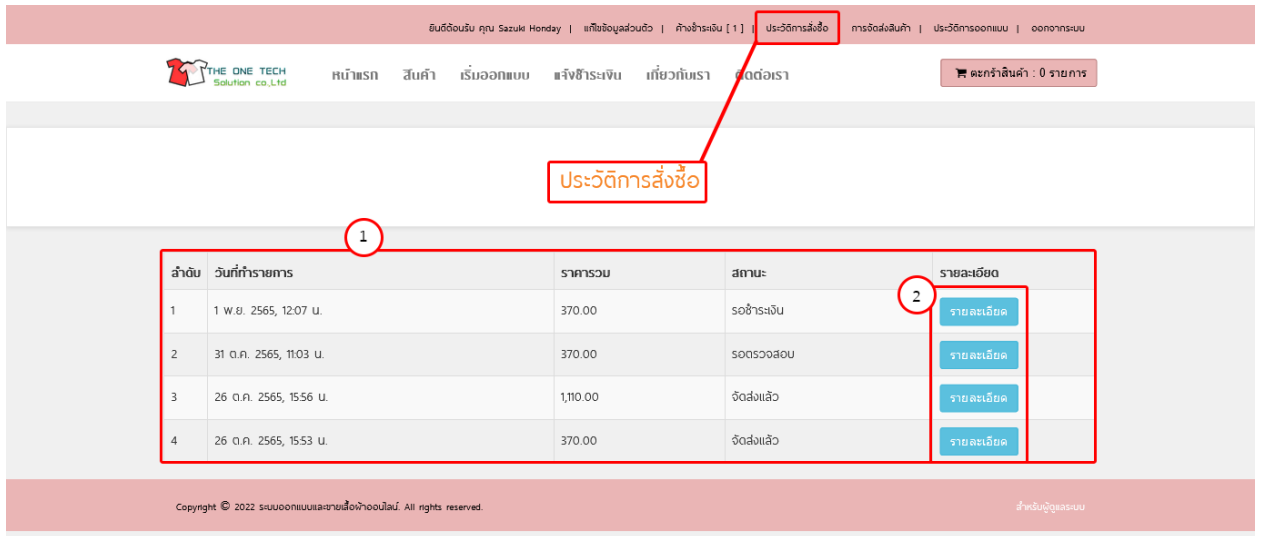 ยินดีต้อนรับ คุณ Sazuki Honday | แก้ไขข้อมูลส่วนตัว | ค้างชำระเงิน [ 1 ] | ประวัติการสั่งซื้อ การจัดส่งสินค้า | ประวัติการออกแบบ | ออกจากระบบ
THE ONE TECH
Solution co.,Ltd
หน้าแรก สินค้า เริ่มออกแบบ แจ้งชำระเงิน เกี่ยวกับเรา ติดต่อเรา
ตะกร้าสินค้า : 0 รายการ
ประวัติการสั่งซื้อ
1
ลำดับ วันที่ทำรายการ ราคารวม สถานะ รายละเอียด
2
1 1 พ.ย. 2565, 12:07 น. 370.00 รอชำระเงิน รายละเอียด
2 31 ต.ค. 2565, 11:03 น. 370.00 รอตรวจสอบ รายละเอียด
3 26 ต.ค. 2565, 15:56 น. 1,110.00 จัดส่งแล้ว รายละเอียด
4 26 ต.ค. 2565, 15:53 น. 370.00 จัดส่งแล้ว รายละเอียด
Copyright © 2022 ระบบออกแบบและขายเสื้อผ้าออนไลน์. All rights reserved. สำหรับผู้ดูแลระบบ